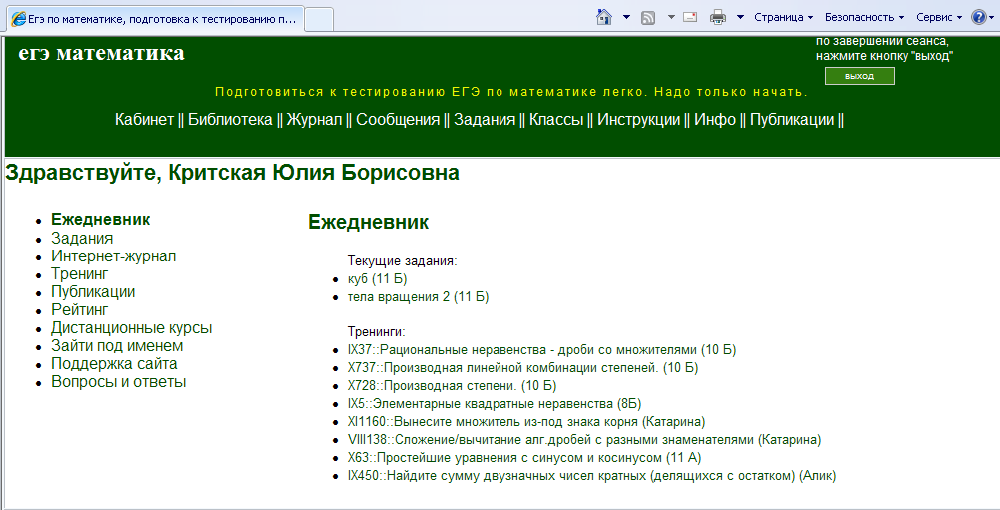 Егэ по математике, подготовка к тестированию п...
Страница Безопасность Сервис
по завершении сеанса,
егэ математика
нажмите кнопку "выход"
выход
Подготовиться к тестированию ЕГЭ по математике легко. Надо только начать.
Кабинет || Библиотека || Журнал || Сообщения || Задания || Классы || Инструкции || Инфо || Публикации ||
Здравствуйте, Критская Юлия Борисовна
Ежедневник
Задания
Интернет-журнал
Тренинг
Публикации
Рейтинг
Дистанционные курсы
Зайти под именем
Поддержка сайта
Вопросы и ответы
Ежедневник
Текущие задания:
куб (11 Б)
тела вращения 2 (11 Б)
Тренинги:
IX37::Рациональные неравенства - дроби со множителями (10 Б)
X737::Производная линейной комбинации степеней. (10 Б)
X728::Производная степени. (10 Б)
IX5::Элементарные квадратные неравенства (8Б)
XI1160::Вынесите множитель из-под знака корня (Катарина)
VIII138::Сложение/вычитание алг.дробей с разными знаменателями (Катарина)
X63::Простейшие уравнения с синусом и косинусом (11 А)
IX450::Найдите сумму двузначных чисел кратных (делящихся с остатком) (Алик)